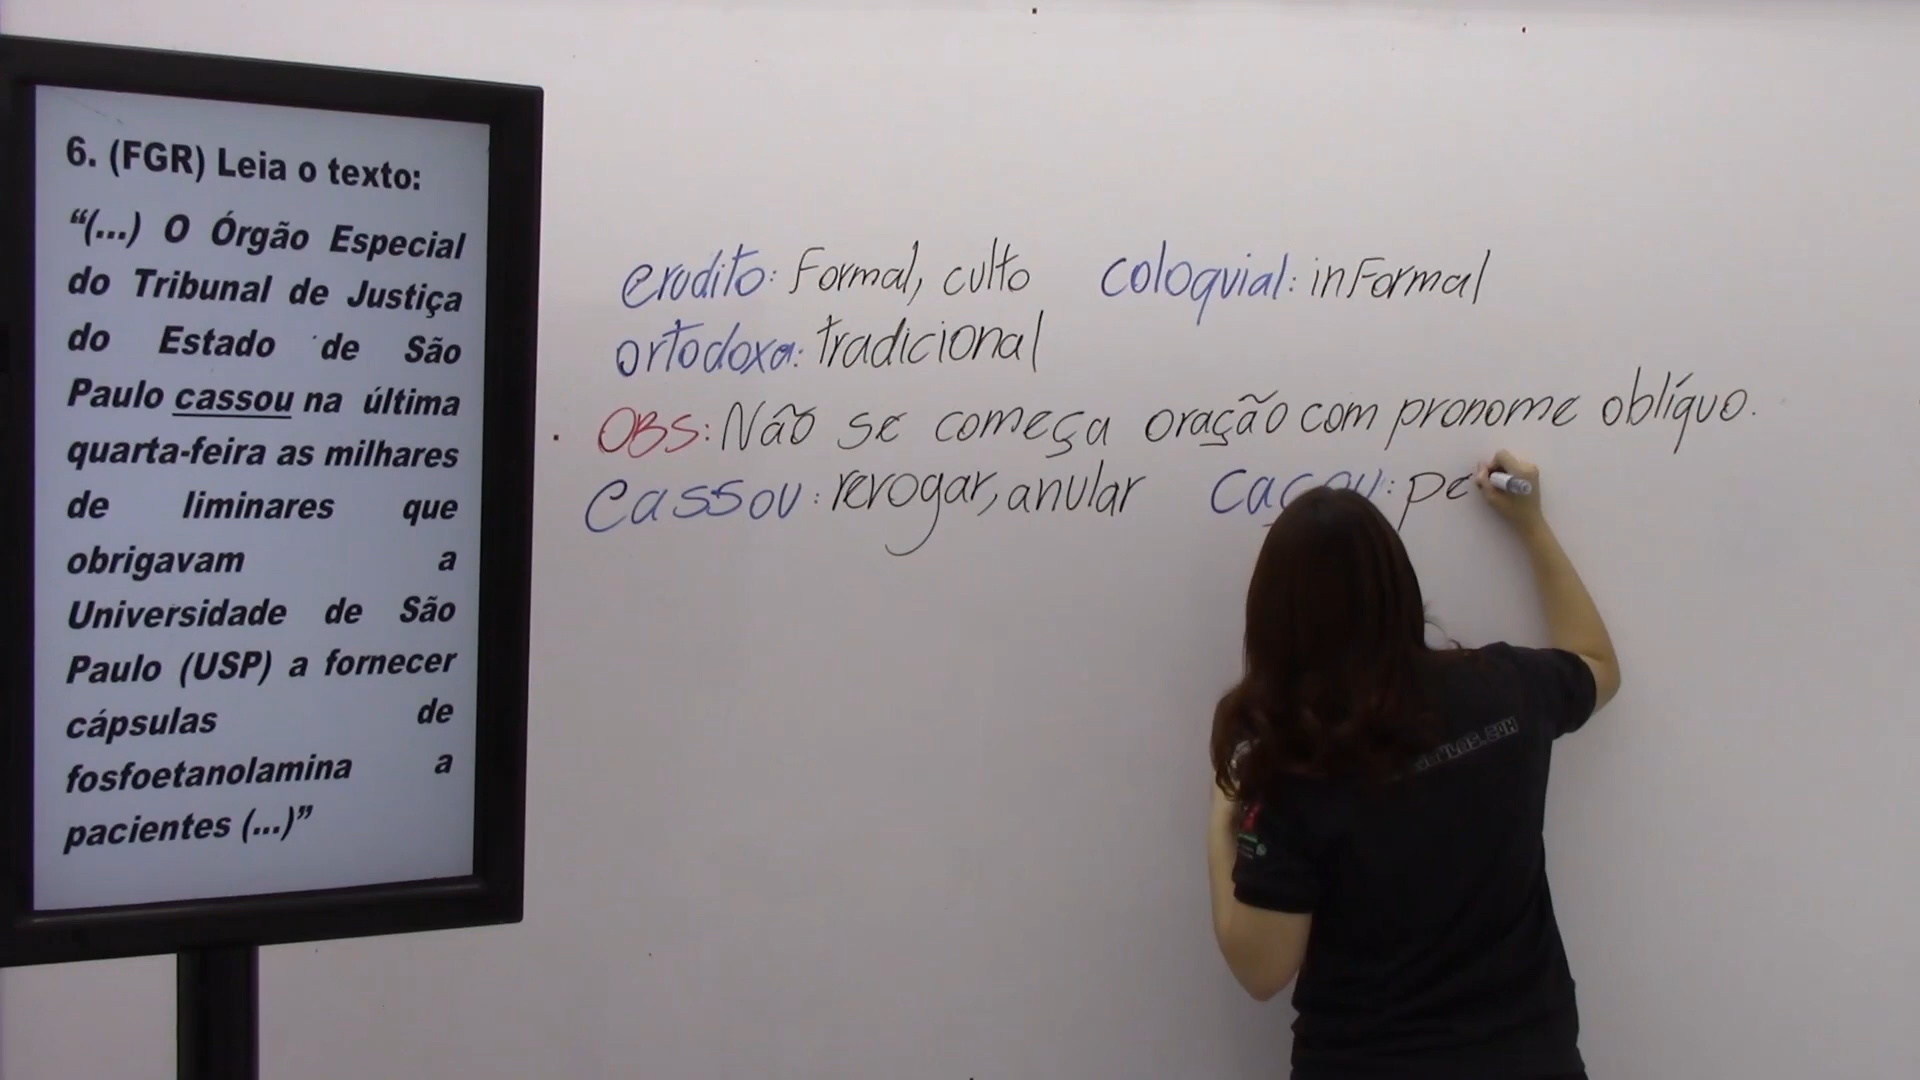 6. (FGR) Leia o texto:
“(...) O Órgão Especial
do Tribunal de Justiça
do Estado de São
Paulo cassou na última
quarta-feira as milhares
de liminares que
obrigavam a
Universidade de São
Paulo (USP) a fornecer
cápsulas de
fosfoetanolamina a
pacientes (...)”
erudito: Formal, culto coloquial: informal
ortodoxa: tradicional
OBS: Não se começa oração com pronome oblíquo.
Cassou: revogar, anular Caçou: pe